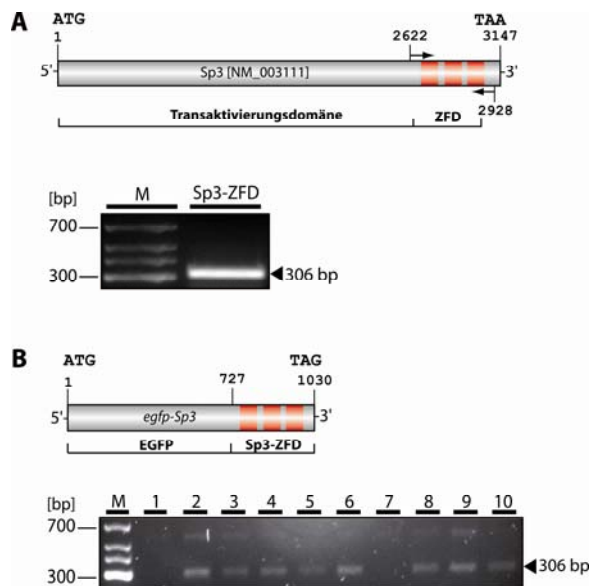 A
ATG TAA
1 2622 3147
5'- Sp3 [NM_003111] -3'
2928
Transaktivierungsdomäne ZFD
[bp] M Sp3-ZFD
700
300 306 bp
B
ATG TAG
1 727 1030
5'- egfp-Sp3 -3'
EGFP Sp3-ZFD
[bp] M 1 2 3 4 5 6 7 8 9 10
700
300 306 bp